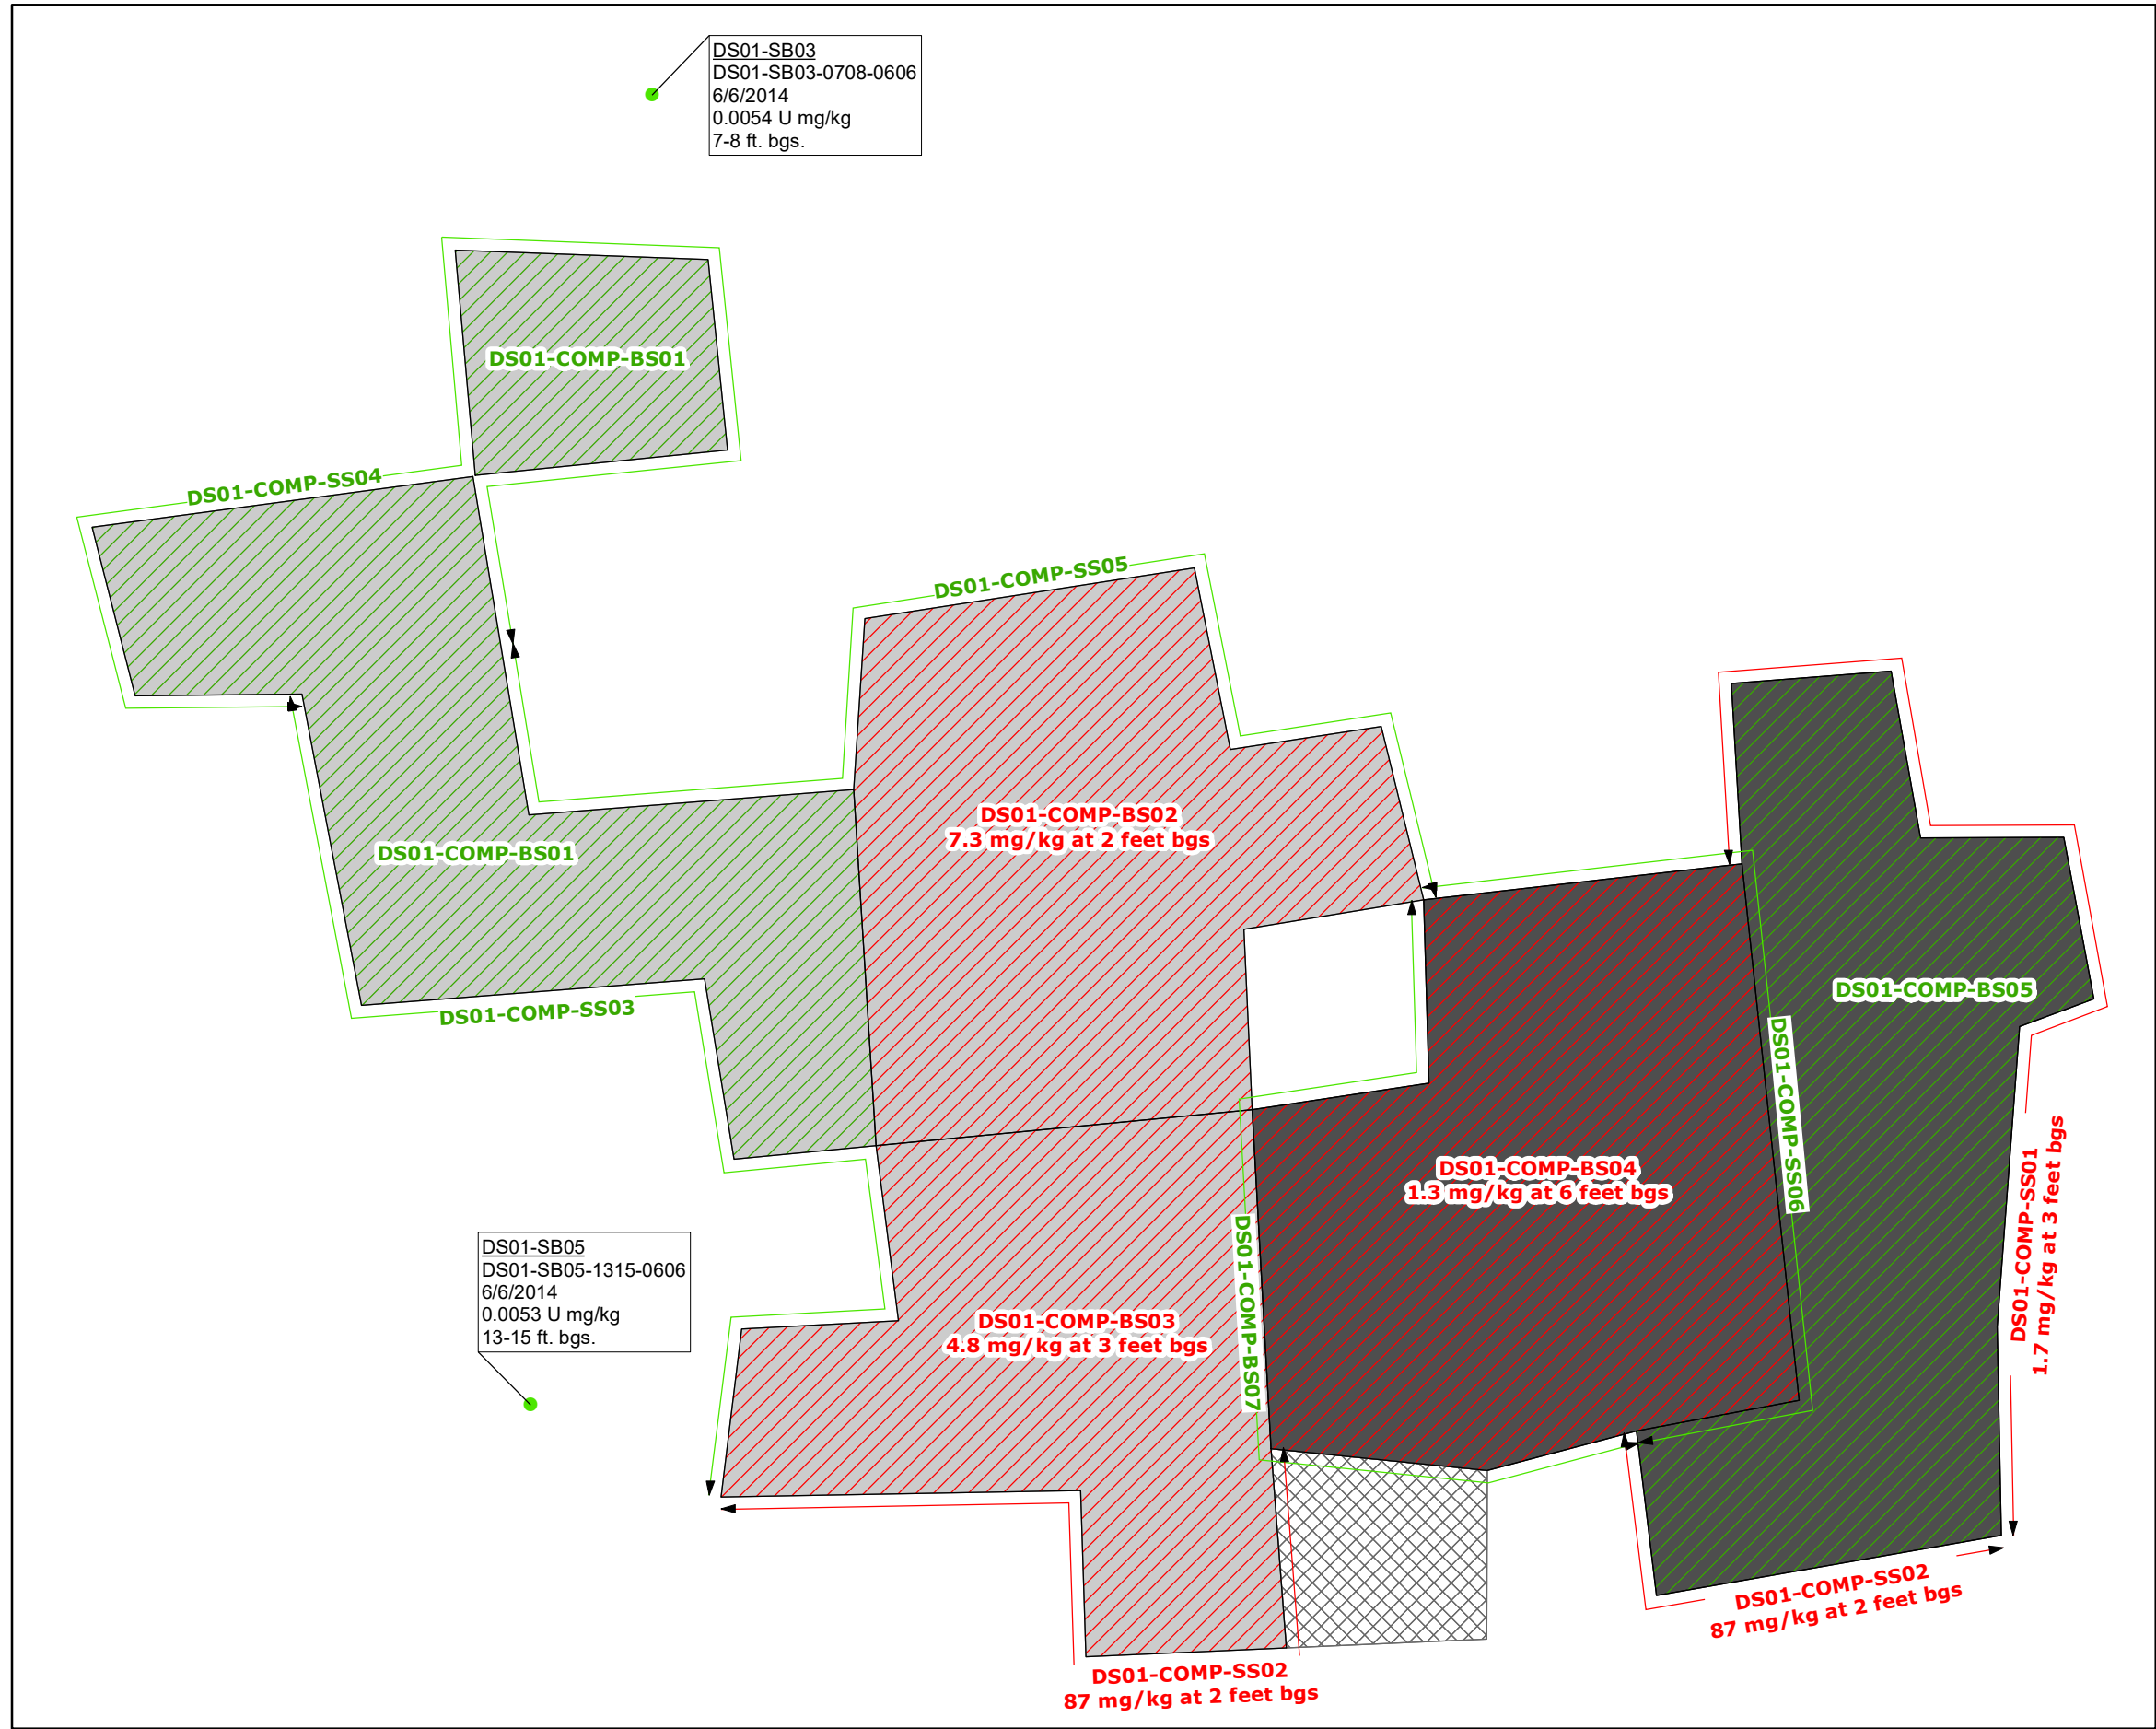 DS01-SB03
DS01-SB03-0708-0606
6/6/2014
0.0054 U mg/kg
7-8 ft. bgs.
DS01-COMP-BS01
DS01-COMP-SS04
DS01-COMP-SS05
DS01-COMP-BS02
7.3 mg/kg at 2 feet bgs
DS01-COMP-BS01
DS01-COMP-SS03
DS01-COMP-BS05
DS01-COMP-SS06
DS01-COMP-BS04
1.3 mg/kg at 6 feet bgs
DS01-COMP-SS01
1.7 mg/kg at 3 feet bgs
DS01-SB05
DS01-SB05-1315-0606
6/6/2014
0.0053 U mg/kg
13-15 ft. bgs.
DS01-COMP-BS03
4.8 mg/kg at 3 feet bgs
DS01-COMP-BS07
DS01-COMP-SS02
87 mg/kg at 2 feet bgs
DS01-COMP-SS02
87 mg/kg at 2 feet bgs